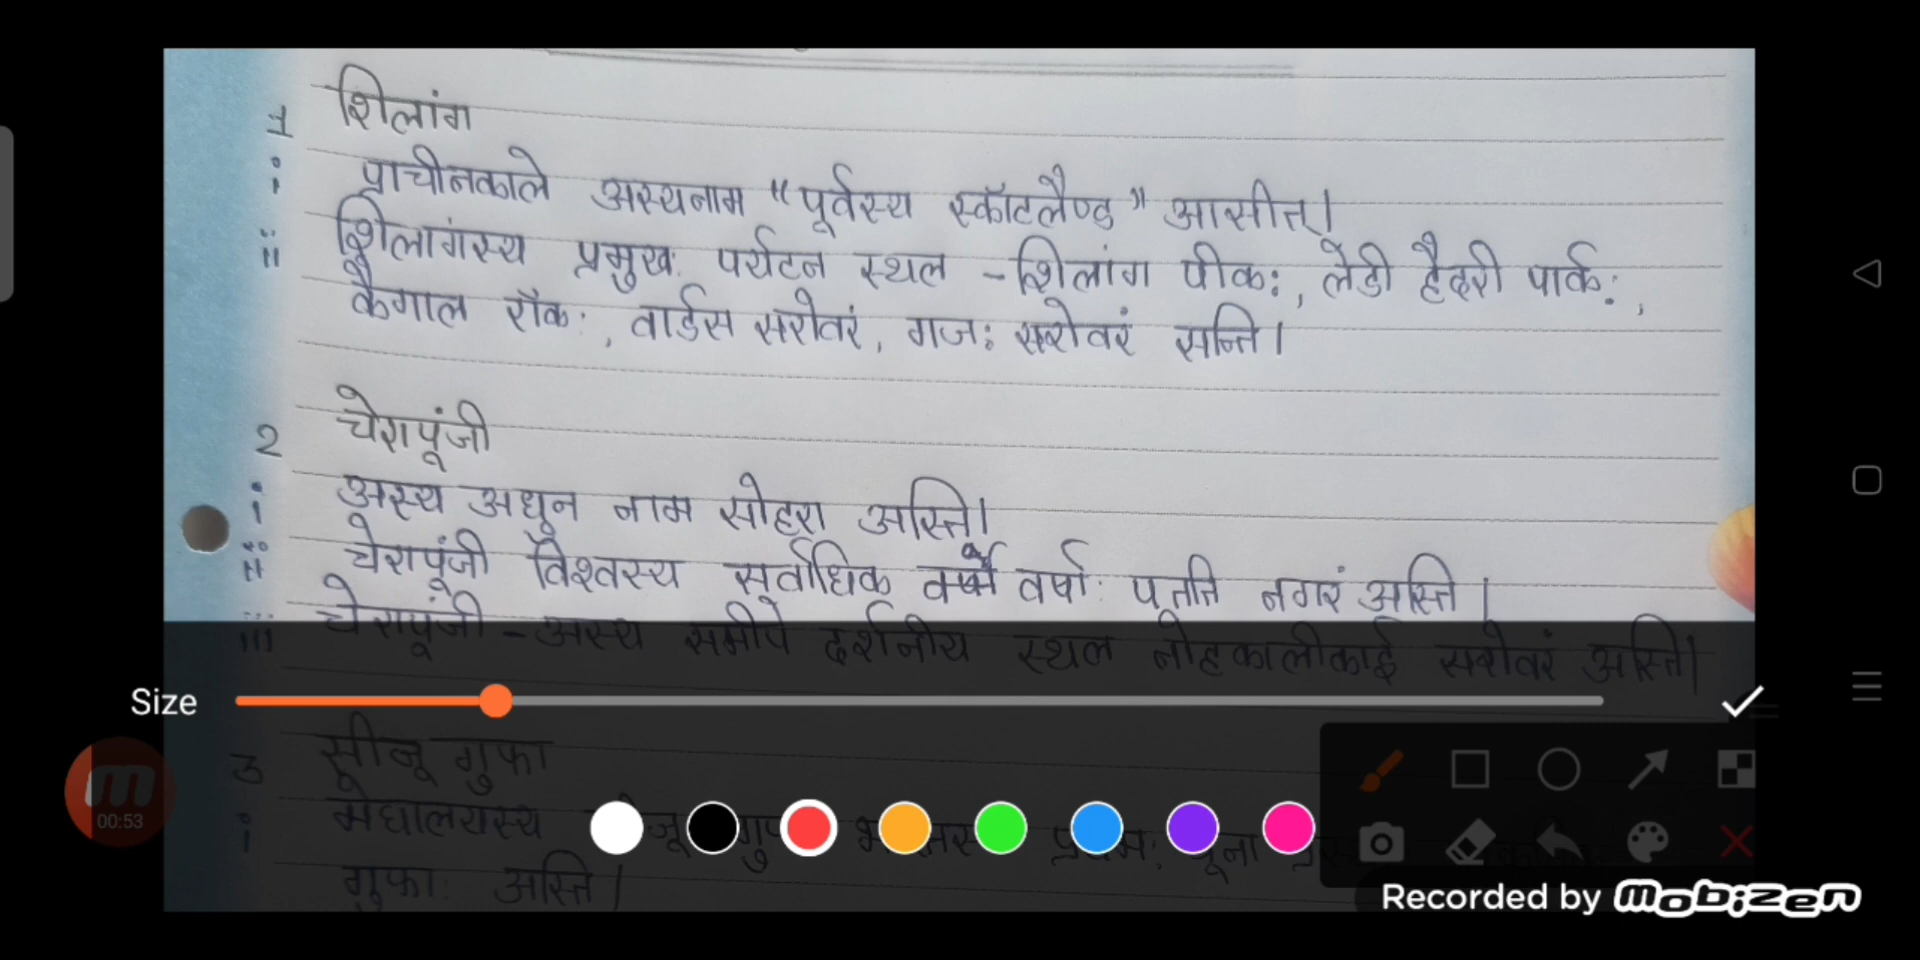 1 शिलांग
i प्राचीनकाले अस्यनाम "पूर्वस्य स्कॉटलैण्ड" आसीत्।
ii शिलांगस्य प्रमुखः पर्यटन स्थल - शिलांग पीकः, लेडी हैदरी पार्कः,
कैगाल रॉकः, वार्डस सरोवरं, गजः सरोवरं सन्ति।
2 चेरापूंजी
i अस्य अधुन नाम सोहरा अस्ति।
ii चेरापूंजी विश्वस्य सर्वाधिक वर्षाः पतति नगरं अस्ति।
iii चेरापूंजी - अस्य समीपे दर्शनीय स्थल नोहकालीकाई सरोवरं अस्ति।
Size
3 सीजू गुफा
i मेघालयस्य
00:53
गुफाः अस्ति।
Recorded by mobizen